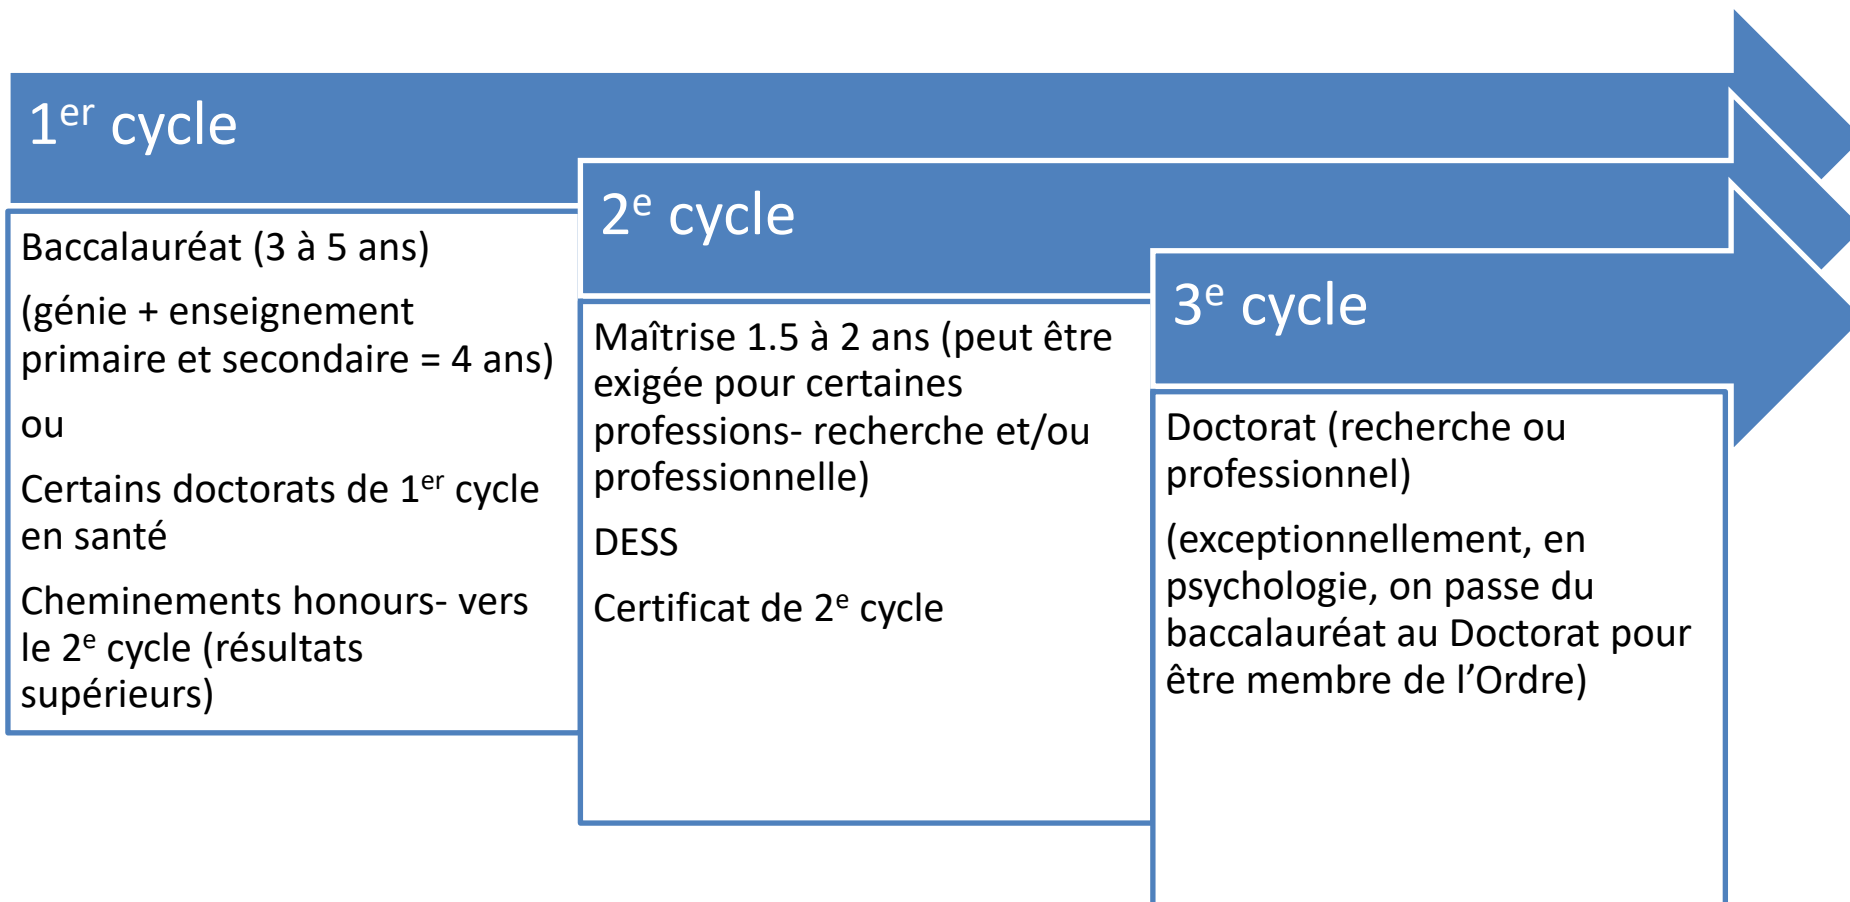 1er cycle
Baccalauréat (3 à 5 ans)
(génie + enseignement
primaire et secondaire = 4 ans)
ou
Certains doctorats de 1er cycle
en santé
Cheminements honours- vers
le 2e cycle (résultats
supérieurs)
2e cycle
Maîtrise 1.5 à 2 ans (peut être
exigée pour certaines
professions- recherche et/ou
professionnelle)
DESS
Certificat de 2e cycle
3e cycle
Doctorat (recherche ou
professionnel)
(exceptionnellement, en
psychologie, on passe du
baccalauréat au Doctorat pour
être membre de l’Ordre)